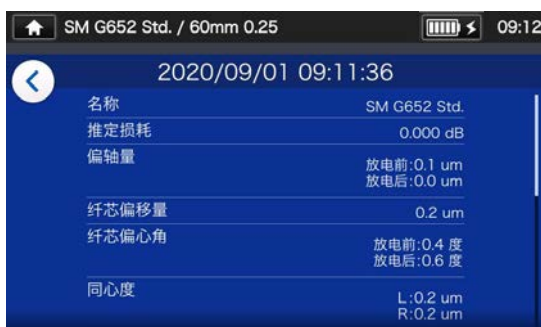 SM G652 Std. / 60mm 0.25
09:12
2020/09/01 09:11:36
名称 SM G652 Std.
推定损耗 0.000 dB
偏轴量 放电前:0.1 um
放电后:0.0 um
纤芯偏移量 0.2 um
纤芯偏心角 放电前:0.4 度
放电后:0.6 度
同心度 L:0.2 um
R:0.2 um